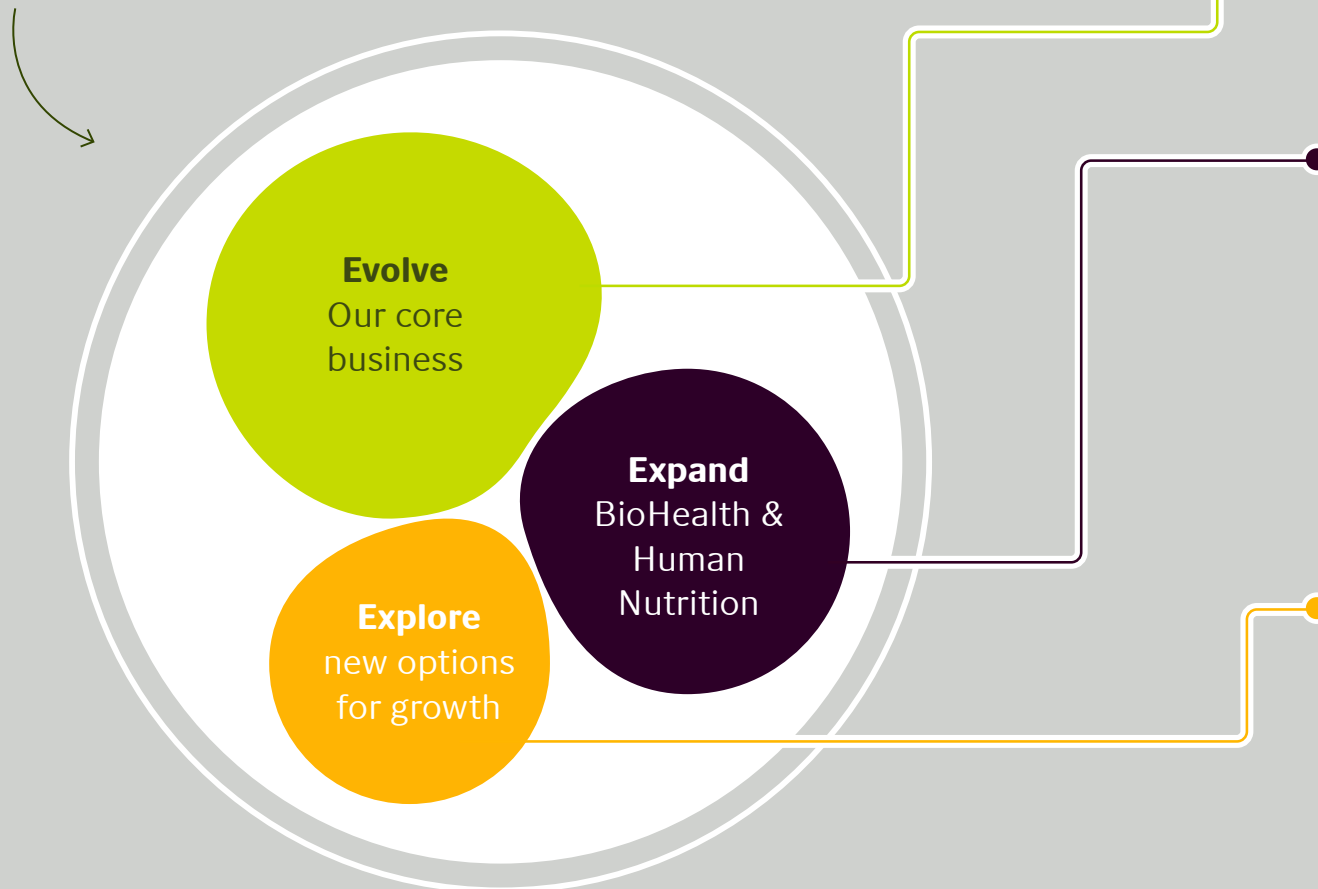 Evolve
Our core
business
Expand
BioHealth &
Human
Nutrition
Explore
new options
for growth